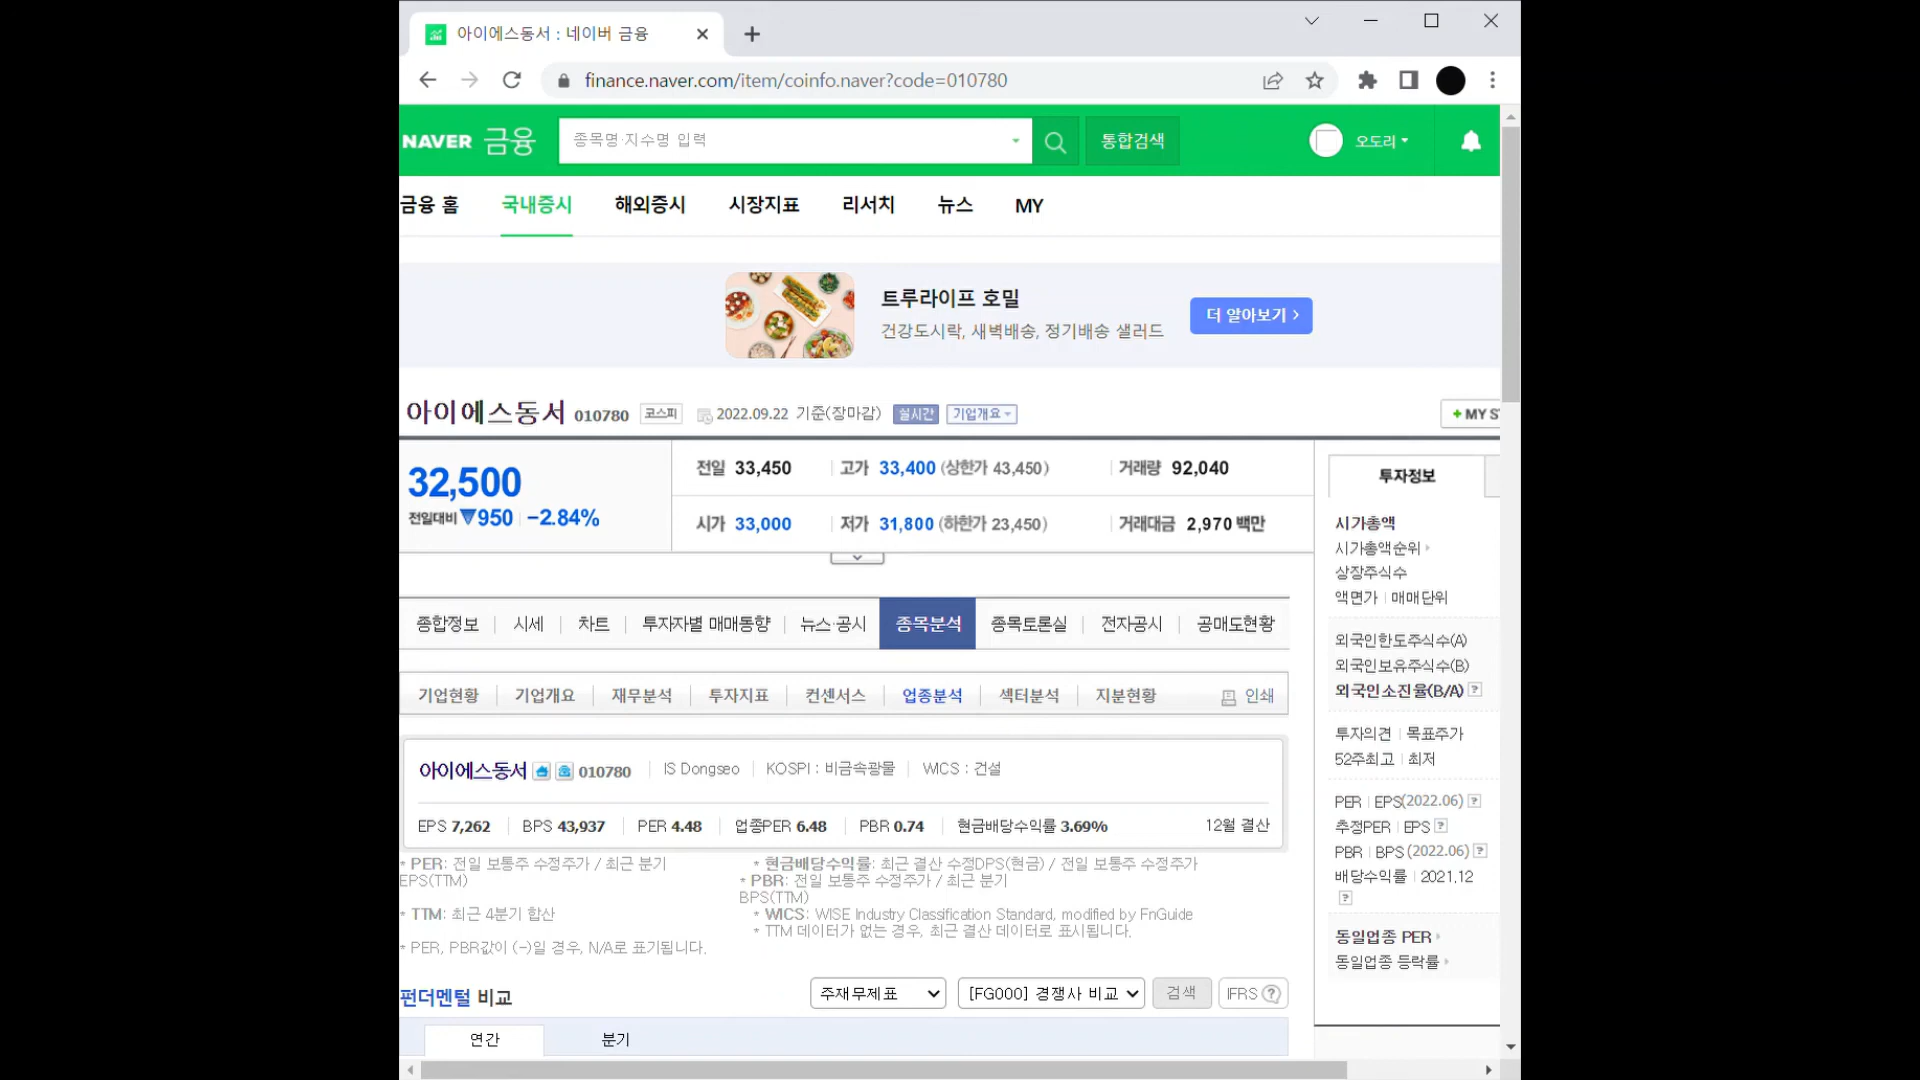 아이에스동서 : 네이버 금융
finance.naver.com/item/coinfo.naver?code=010780
NAVER 금융 종목명·지수명 입력 통합검색 오도리
금융 홈 국내증시 해외증시 시장지표 리서치 뉴스 MY
트루라이프 호밀
건강도시락, 새벽배송, 정기배송 샐러드
더 알아보기 >
아이에스동서 010780 코스피 2022.09.22 기준(장마감) 실시간 기업개요
+ MY S
32,500
전일대비 ▼950 -2.84%
전일 33,450 고가 33,400 (상한가 43,450) 거래량 92,040
시가 33,000 저가 31,800 (하한가 23,450) 거래대금 2,970 백만
종합정보 시세 차트 투자자별 매매동향 뉴스·공시 종목분석 종목토론실 전자공시 공매도현황
기업현황 기업개요 재무분석 투자지표 컨센서스 업종분석 섹터분석 지분현황 인쇄
아이에스동서 010780 IS Dongseo KOSPI : 비금속광물 WICS : 건설
EPS 7,262 BPS 43,937 PER 4.48 업종PER 6.48 PBR 0.74 현금배당수익률 3.69% 12월 결산
* PER: 전일 보통주 수정주가 / 최근 분기
EPS(TTM)
* 현금배당수익률: 최근 결산 수정DPS(현금) / 전일 보통주 수정주가
* PBR: 전일 보통주 수정주가 / 최근 분기
BPS(TTM)
* TTM: 최근 4분기 합산
* WICS: WISE Industry Classification Standard, modified by FnGuide
* TTM 데이터가 없는 경우, 최근 결산 데이터로 표시됩니다.
* PER, PBR값이 (-)일 경우, N/A로 표기됩니다.
펀더멘털 비교 주재무제표 [FG000] 경쟁사 비교 검색 IFRS ?
연간 분기
투자정보
시가총액
시가총액순위
상장주식수
액면가 매매단위
외국인한도주식수(A)
외국인보유주식수(B)
외국인소진율(B/A) ?
투자의견 목표주가
52주최고 최저
PER EPS(2022.06) ?
추정PER EPS ?
PBR BPS (2022.06) ?
배당수익률 2021.12
?
동일업종 PER
동일업종 등락률